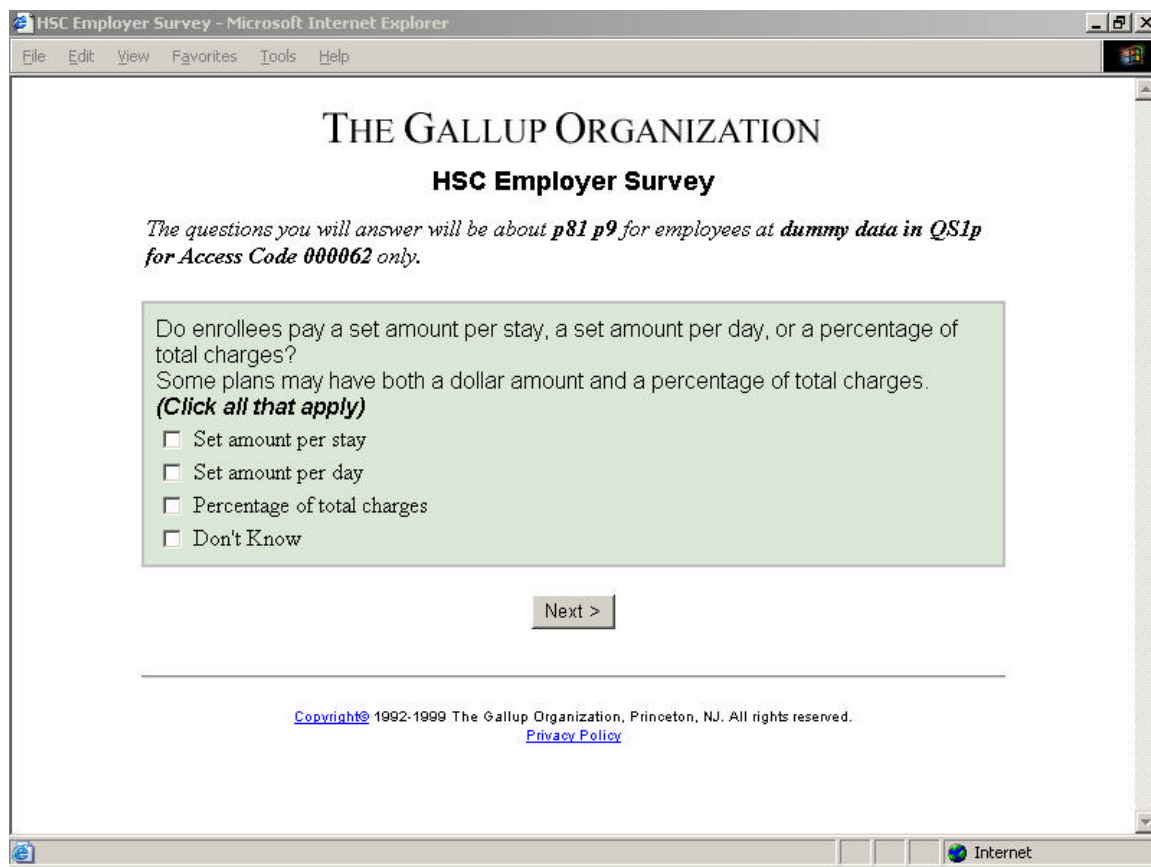 HSC Employer Survey - Microsoft Internet Explorer
File Edit View Favorites Tools Help
THE GALLUP ORGANIZATION
HSC Employer Survey
The questions you will answer will be about p81 p9 for employees at dummy data in QS1p
for Access Code 000062 only.
Do enrollees pay a set amount per stay, a set amount per day, or a percentage of
total charges?
Some plans may have both a dollar amount and a percentage of total charges.
(Click all that apply)
Set amount per stay
Set amount per day
Percentage of total charges
Don't Know
Next >
Copyright© 1992-1999 The Gallup Organization, Princeton, NJ. All rights reserved.
Privacy Policy
Internet